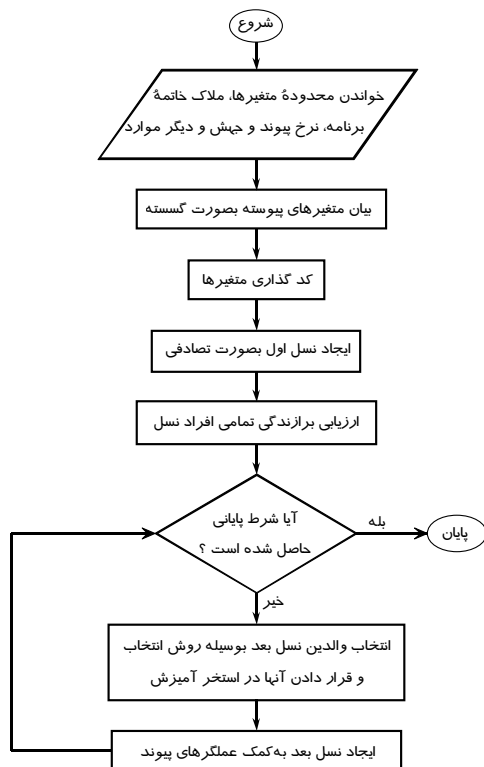 شروع
خواندن محدودهٔ متغیرها، ملاک خاتمهٔ
برنامه، نرخ پیوند و جهش و دیگر موارد
بیان متغیرهای پیوسته بصورت گسسته
کد گذاری متغیرها
ایجاد نسل اول بصورت تصادفی
ارزیابی برازندگی تمامی افراد نسل
آیا شرط پایانی
حاصل شده است ؟
بله
پایان
خیر
انتخاب والدین نسل بعد بوسیله روش انتخاب
و قرار دادن آنها در استخر آمیزش
ایجاد نسل بعد به‌کمک عملگرهای پیوند